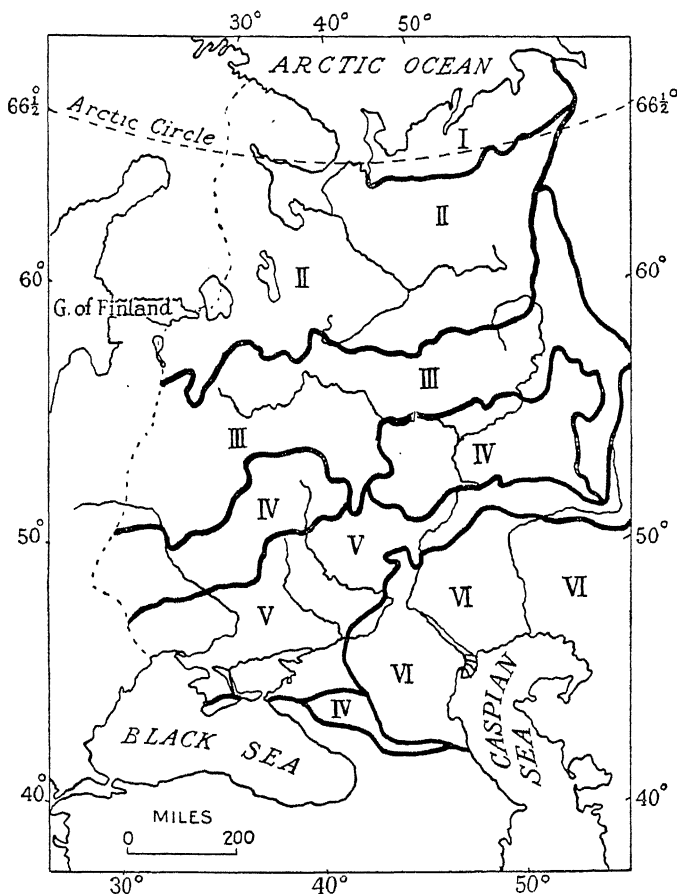 30° 40° 50°
ARCTIC OCEAN
66½° 66½°
Arctic Circle
I
II
60° II 60°
G. of Finland
III
III
IV
IV
50° V 50°
VI VI
V
VI
IV
CASPIAN SEA
BLACK SEA
40° 40°
MILES
0 200
30° 40° 50°